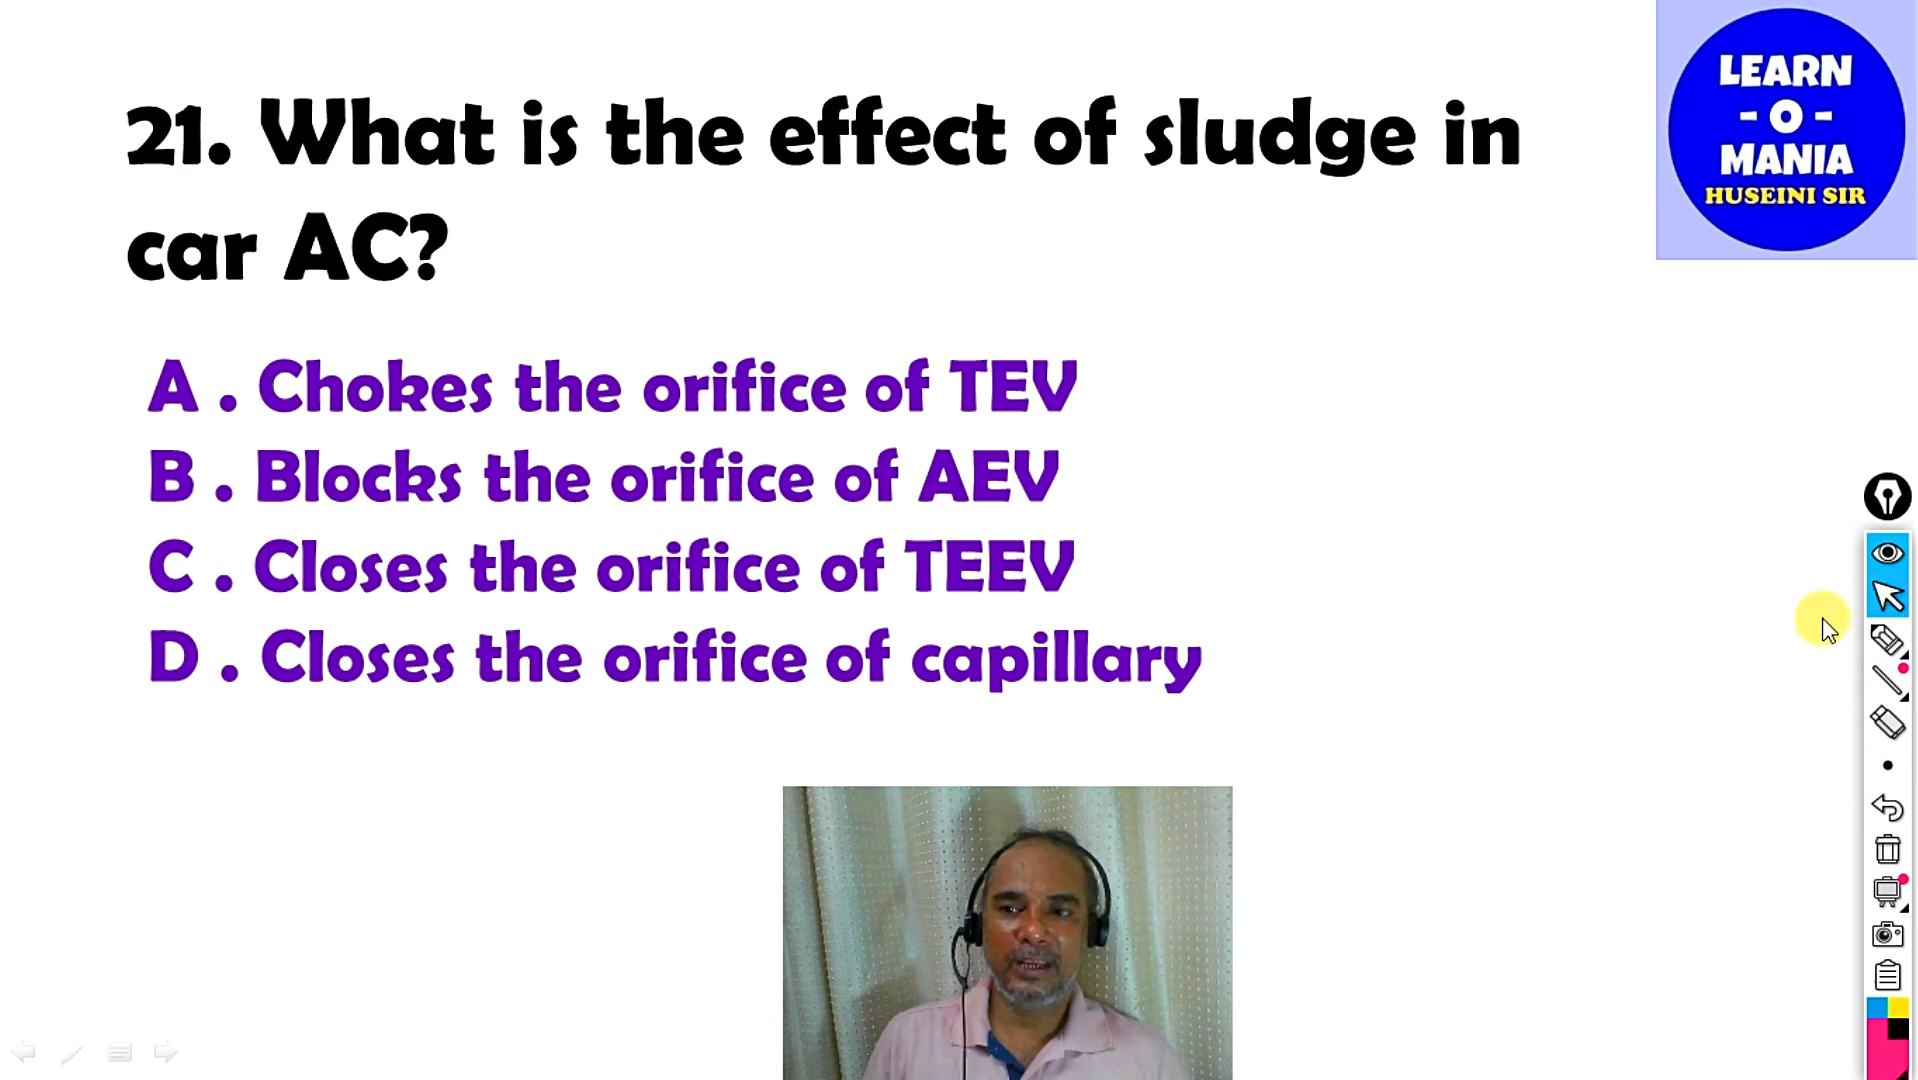 21. What is the effect of sludge in
car AC?
A . Chokes the orifice of TEV
B . Blocks the orifice of AEV
C . Closes the orifice of TEEV
D . Closes the orifice of capillary
LEARN
- O -
MANIA
HUSEINI SIR